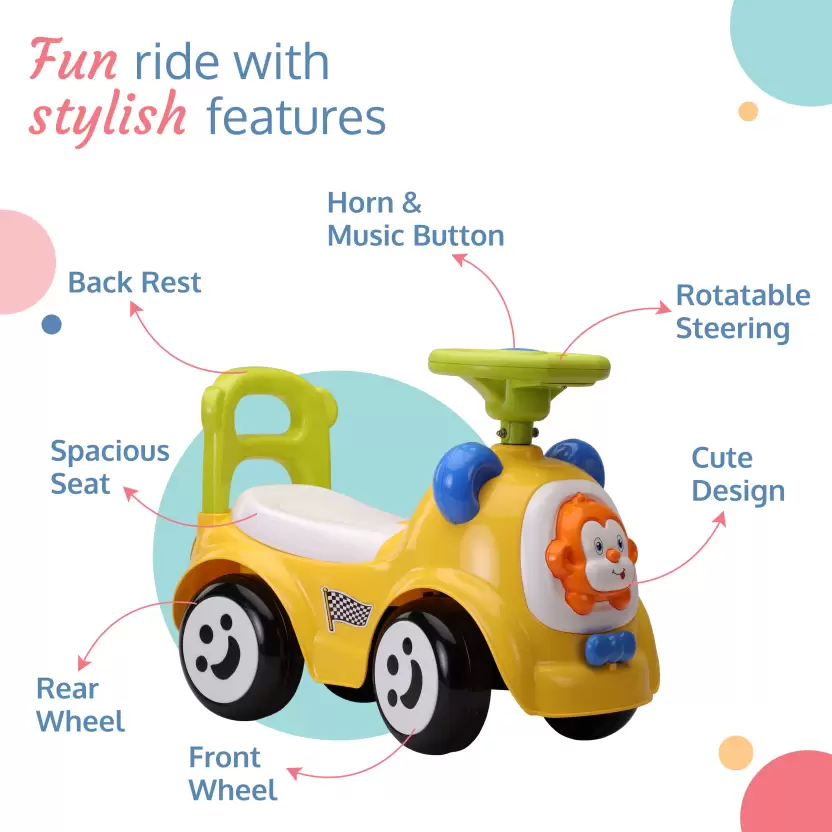 Fun ride with
stylish features
Horn &
Music Button
Back Rest
Rotatable
Steering
Spacious
Seat
Cute
Design
Rear
Wheel
Front
Wheel